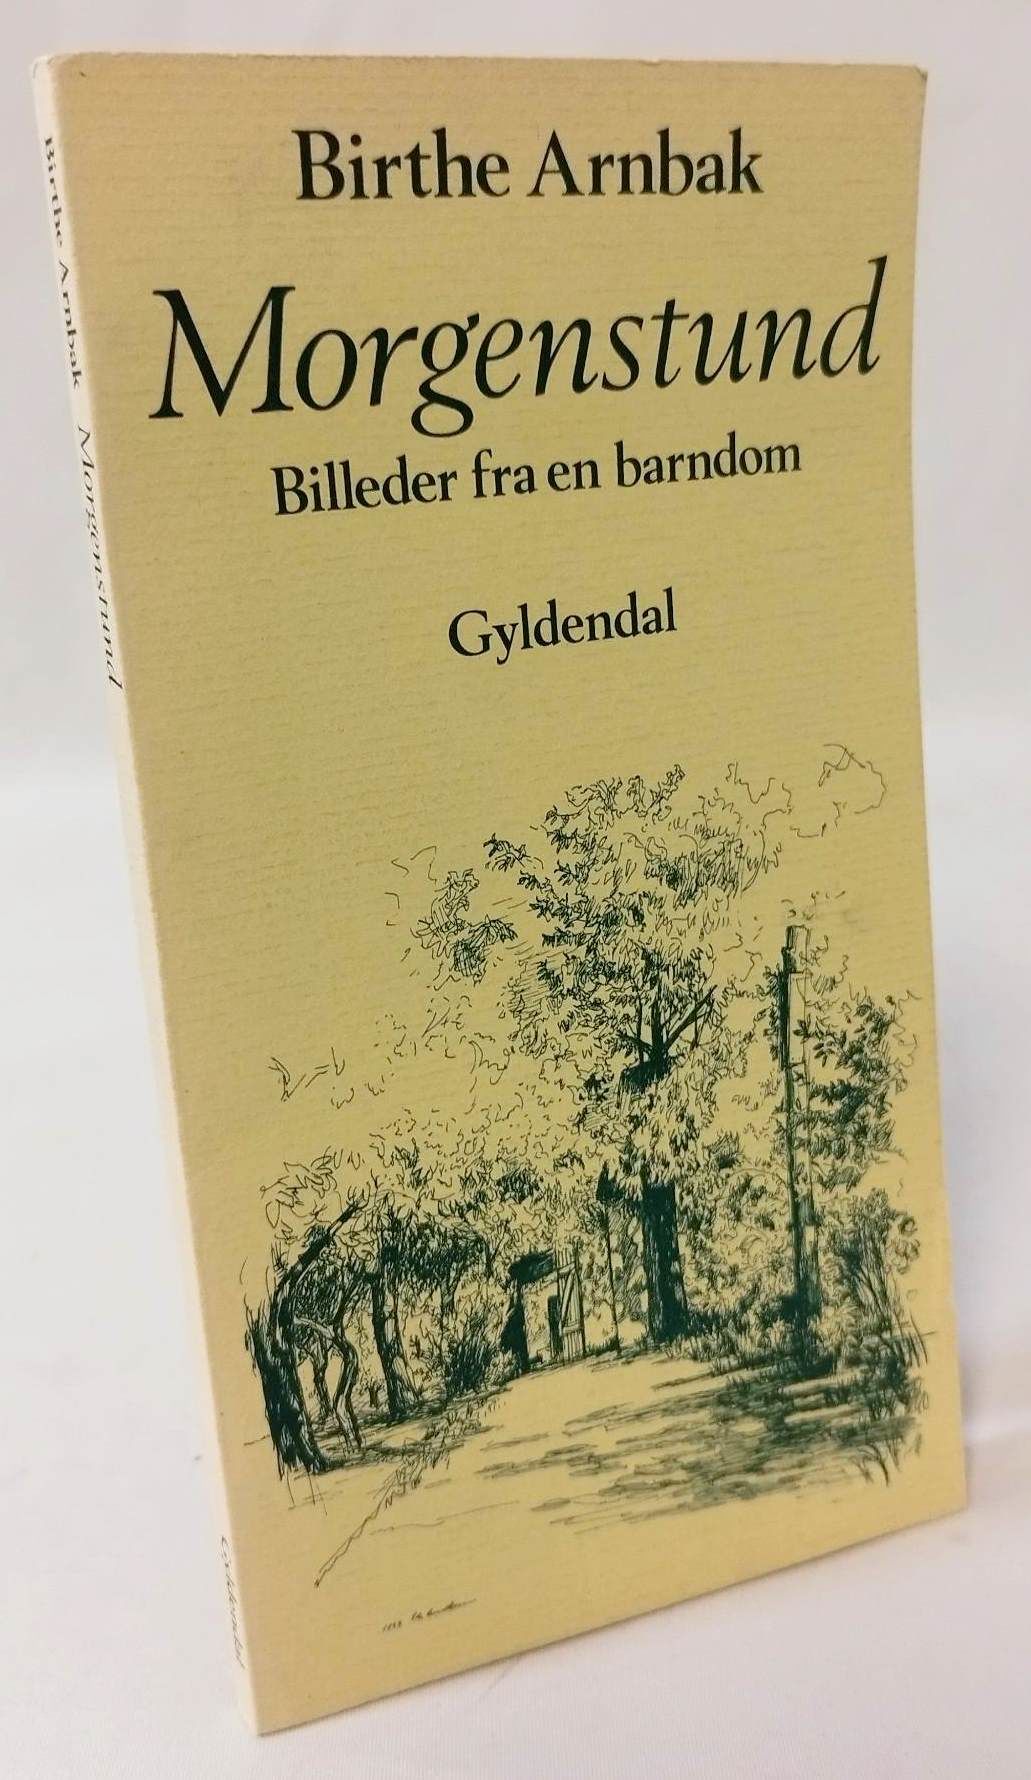 Birthe Arnbak
Morgenstund
Billeder fra en barndom
Gyldendal
Birthe Arnbak Morgenstund
Gyldendal